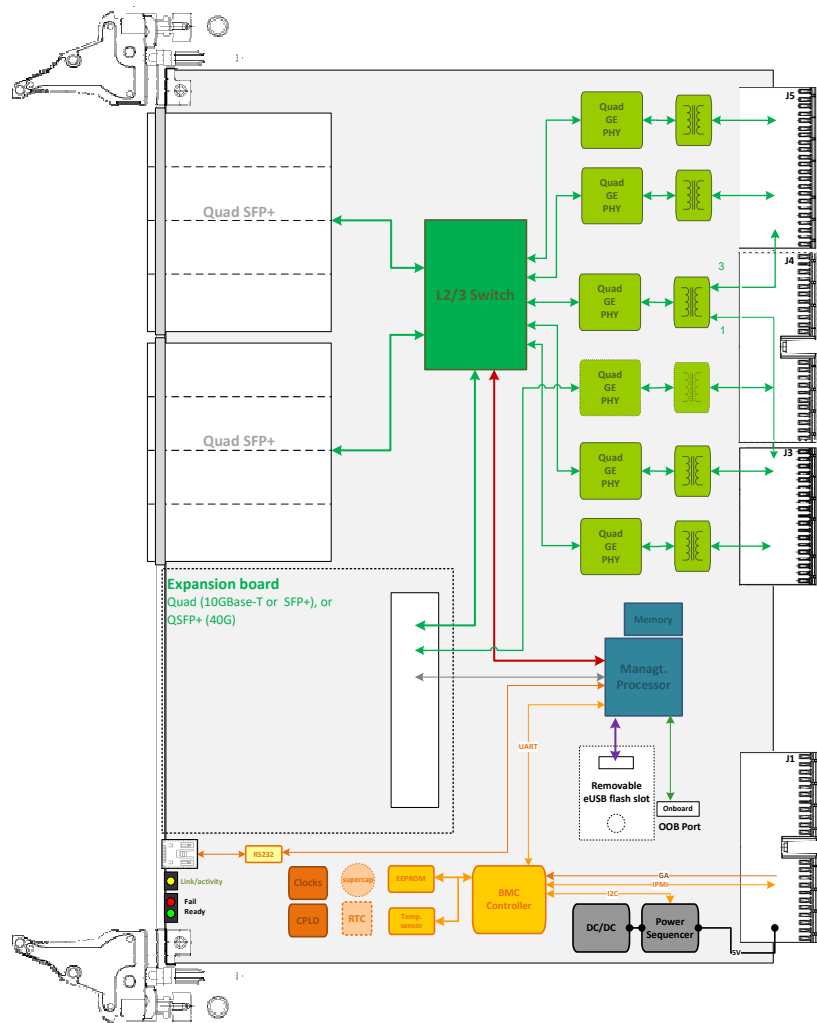 J5
Quad
GE
PHY
Quad
GE
PHY
Quad SFP+
L2/3 Switch
3
J4
Quad
GE
PHY
1
Quad
GE
PHY
Quad SFP+
J3
Quad
GE
PHY
Quad
GE
PHY
Expansion board
Quad (10GBase-T or SFP+), or
QSFP+ (40G)
Memory
Managt.
Processor
UART
J1
Removable
eUSB flash slot
Onboard
OOB Port
RS232
Link/activity
Fail
Ready
Clocks
supercap
EEPROM
BMC
Controller
GA
IPMI
I2C
CPLD
RTC
Temp.
sensor
DC/DC
Power
Sequencer
5V